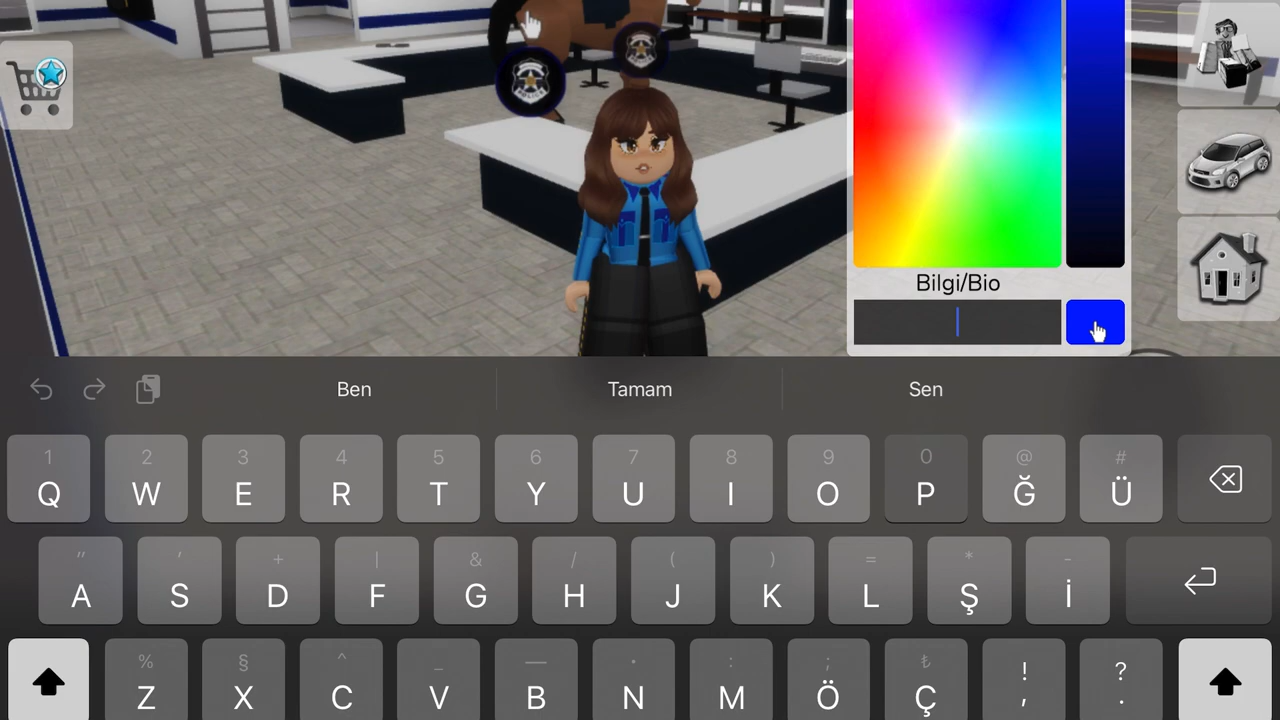 Bilgi/Bio
Ben Tamam Sen
1 2 3 4 5 6 7 8 9 0 @ #
Q W E R T Y U I O P Ğ Ü
" ' + | & / ( ) = * -
A S D F G H J K L Ş İ
% § ^ _ — · : ; ₺ ! ?
Z X C V B N M Ö Ç , .